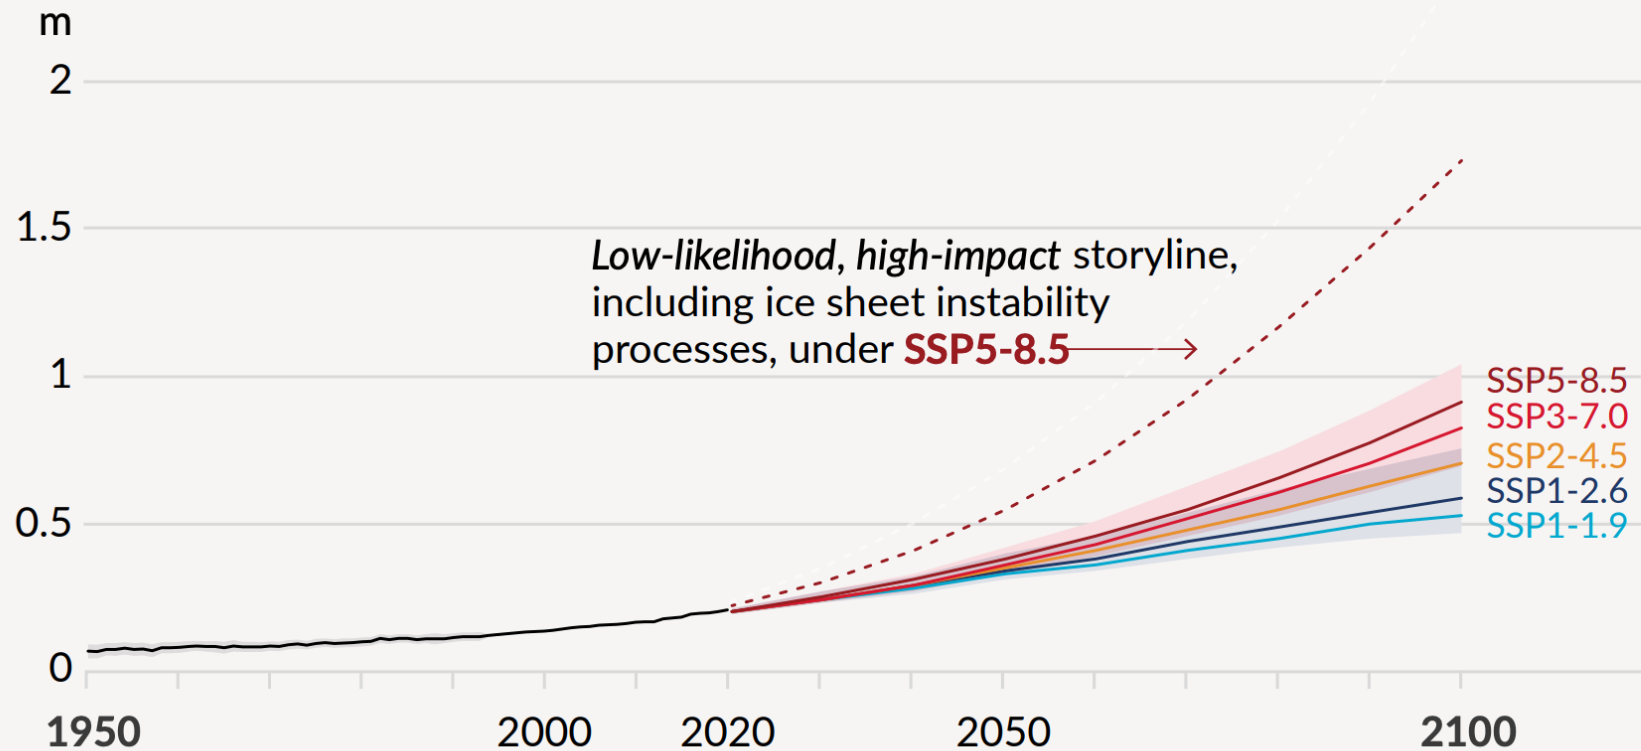 m
2
1.5
Low-likelihood, high-impact storyline,
including ice sheet instability
processes, under SSP5-8.5
1
SSP5-8.5
SSP3-7.0
SSP2-4.5
SSP1-2.6
0.5
SSP1-1.9
0
1950 2000 2020 2050 2100